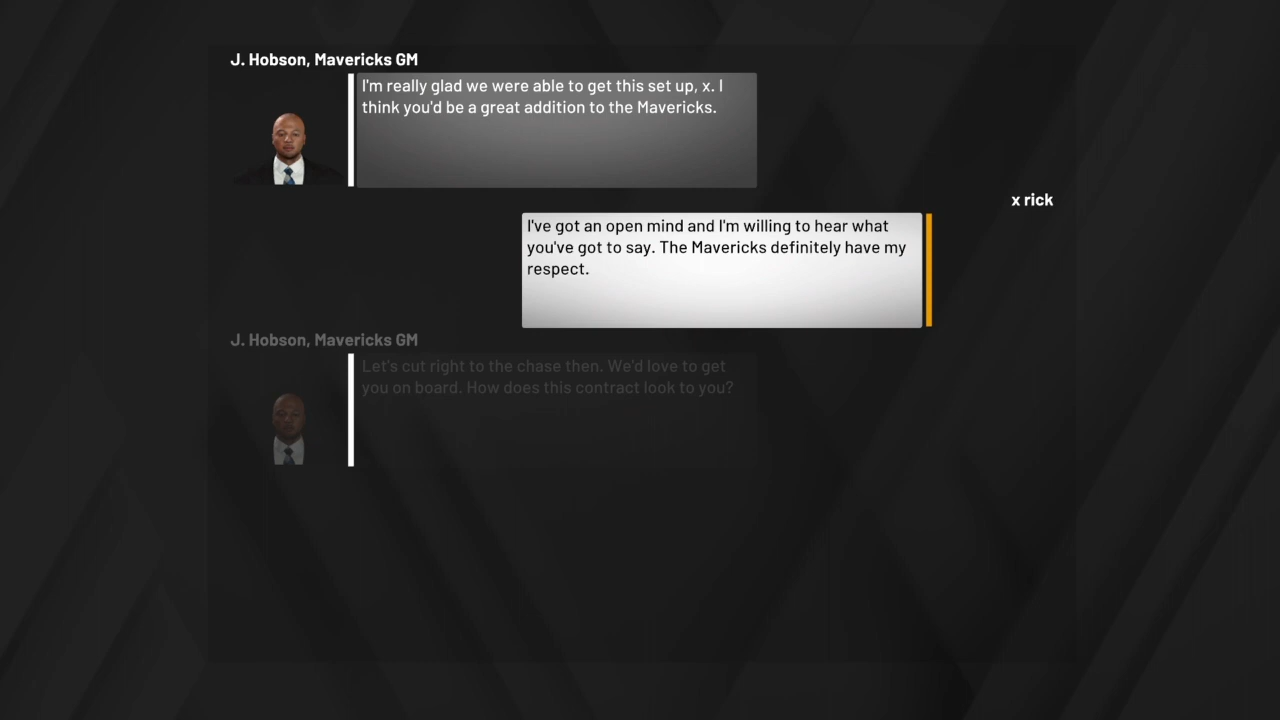 J. Hobson, Mavericks GM
I'm really glad we were able to get this set up, x. I
think you'd be a great addition to the Mavericks.
x rick
I've got an open mind and I'm willing to hear what
you've got to say. The Mavericks definitely have my
respect.
J. Hobson, Mavericks GM
Let's cut right to the chase then. We'd love to get
you on board. How does this contract look to you?